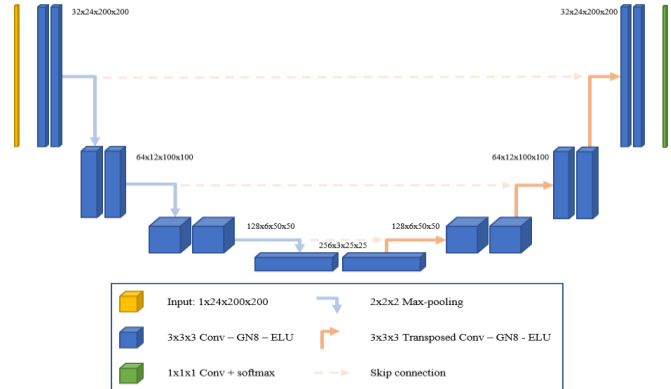 32x24x200x200
32x24x200x200
64x12x100x100
64x12x100x100
128x6x50x50
128x6x50x50
256x3x25x25
Input: 1x24x200x200
2x2x2 Max-pooling
3x3x3 Conv – GN8 – ELU
3x3x3 Transposed Conv – GN8 - ELU
1x1x1 Conv + softmax
Skip connection